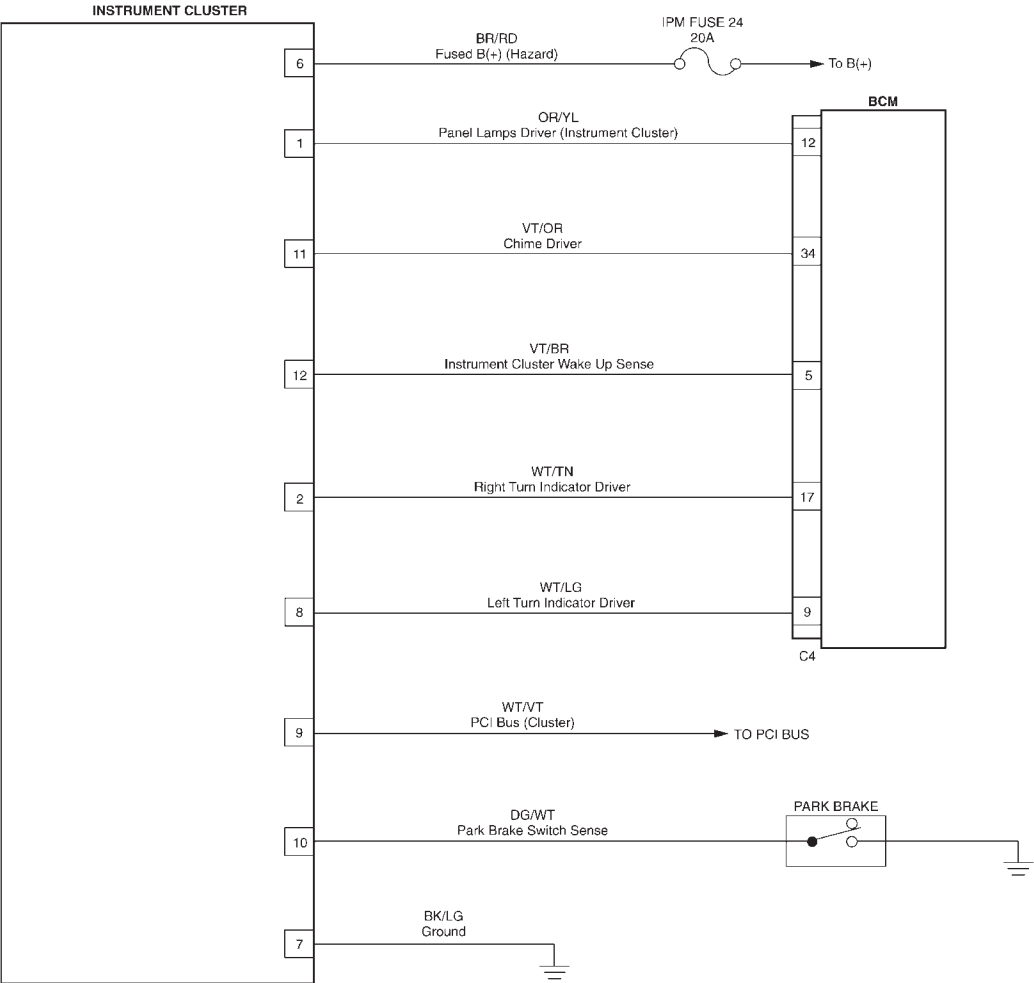 INSTRUMENT CLUSTER
IPM FUSE 24
20A
BR/RD
Fused B(+) (Hazard)
6
To B(+)
BCM
OR/YL
Panel Lamps Driver (Instrument Cluster)
1
12
VT/OR
Chime Driver
11
34
VT/BR
Instrument Cluster Wake Up Sense
12
5
WT/TN
Right Turn Indicator Driver
2
17
WT/LG
Left Turn Indicator Driver
8
9
C4
WT/VT
PCI Bus (Cluster)
9
TO PCI BUS
PARK BRAKE
DG/WT
Park Brake Switch Sense
10
BK/LG
Ground
7